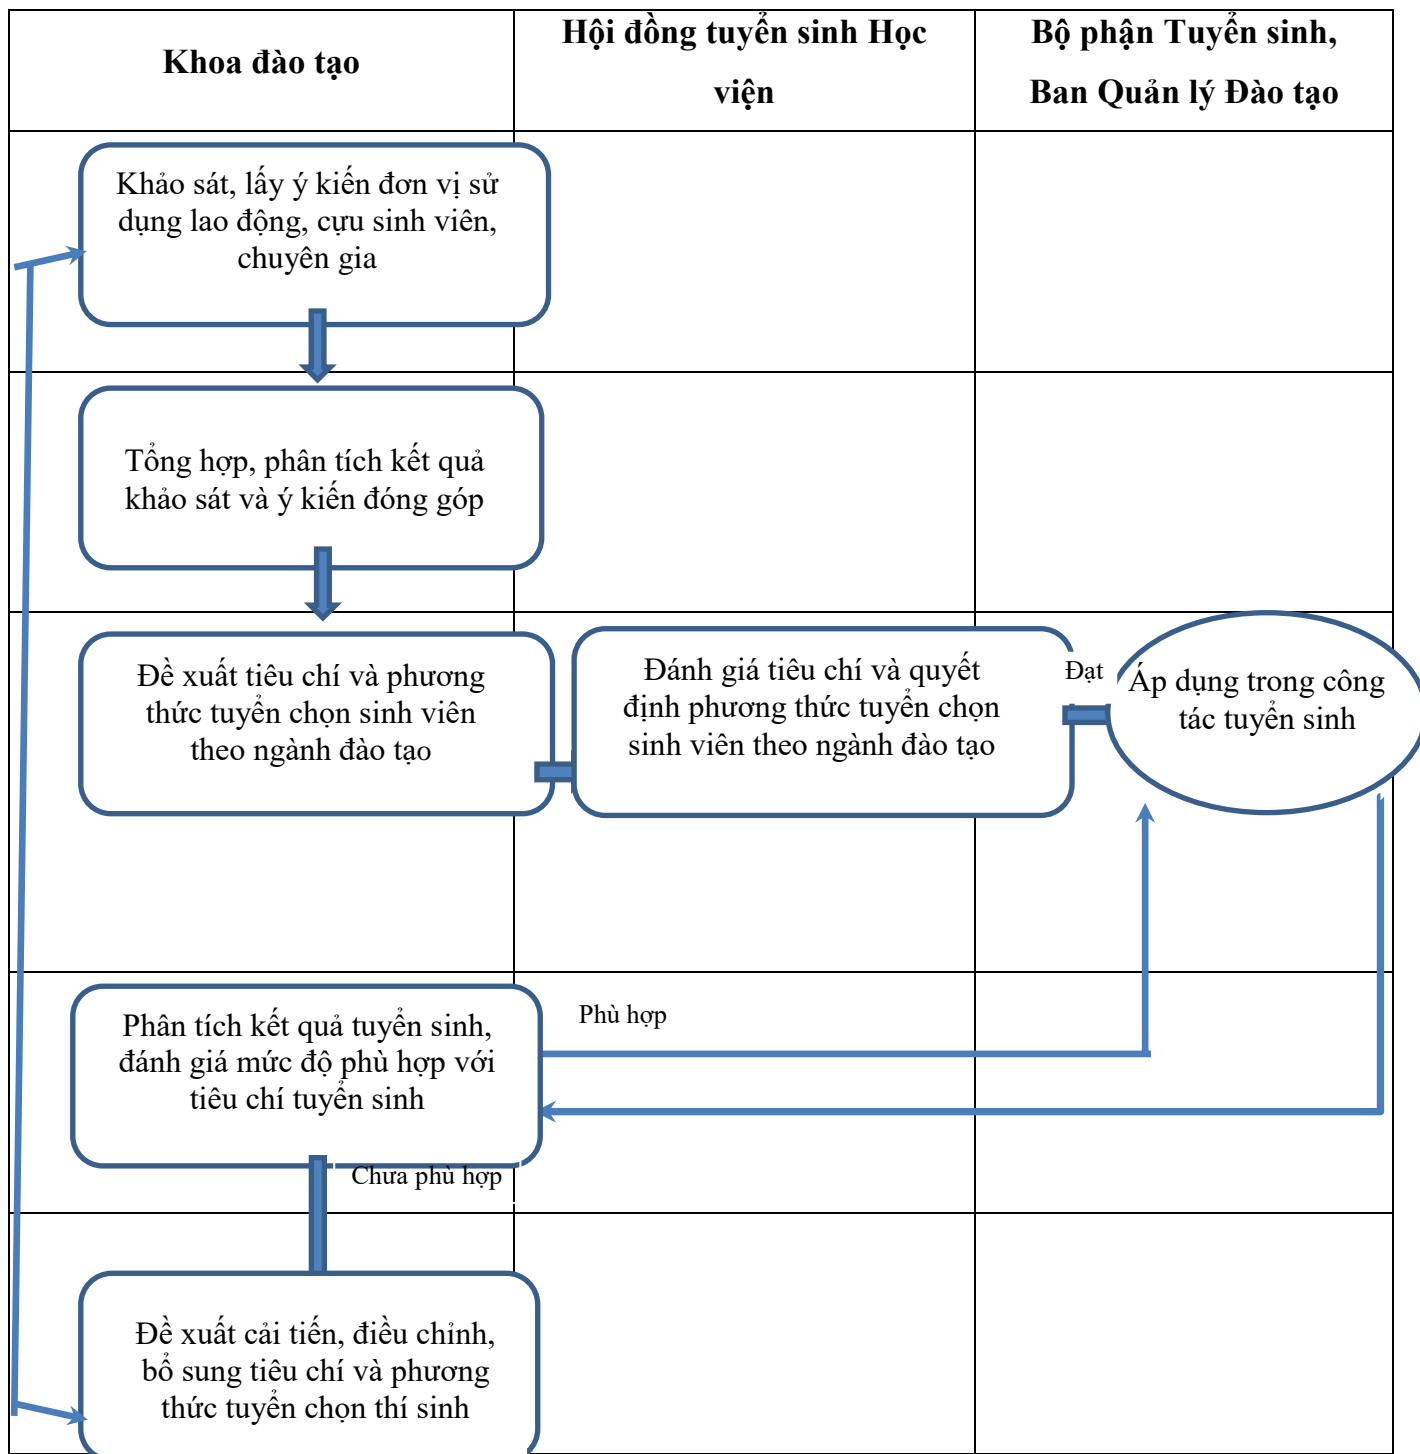 Khoa đào tạo
Hội đồng tuyển sinh Học
viện
Bộ phận Tuyển sinh,
Ban Quản lý Đào tạo
Khảo sát, lấy ý kiến đơn vị sử
dụng lao động, cựu sinh viên,
chuyên gia
Tổng hợp, phân tích kết quả
khảo sát và ý kiến đóng góp
Đề xuất tiêu chí và phương
thức tuyển chọn sinh viên
theo ngành đào tạo
Đánh giá tiêu chí và quyết
định phương thức tuyển chọn
sinh viên theo ngành đào tạo
Đạt
Áp dụng trong công
tác tuyển sinh
Phân tích kết quả tuyển sinh,
đánh giá mức độ phù hợp với
tiêu chí tuyển sinh
Phù hợp
Chưa phù hợp
Đề xuất cải tiến, điều chỉnh,
bổ sung tiêu chí và phương
thức tuyển chọn thí sinh